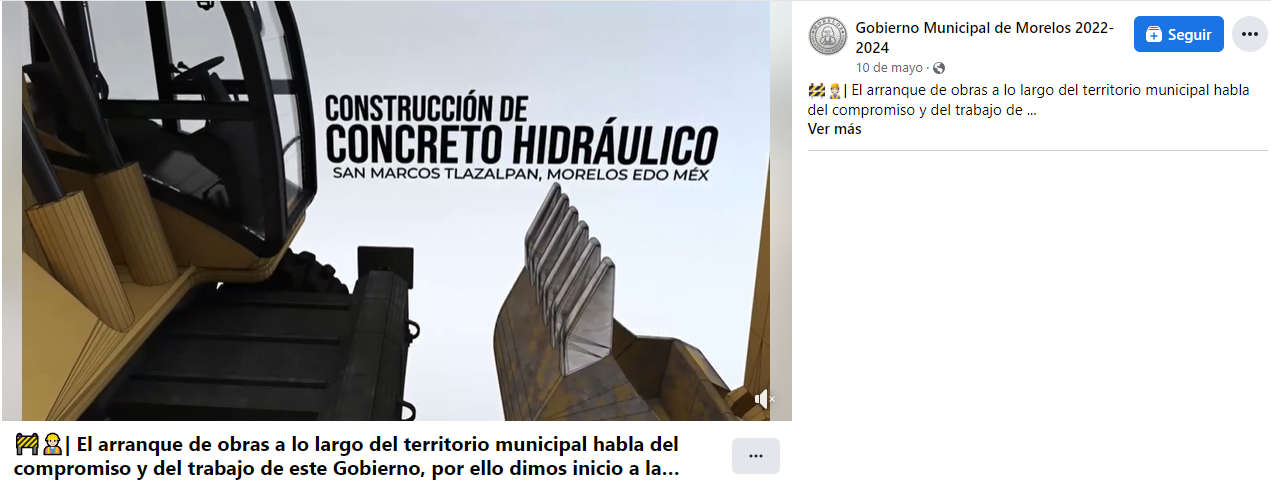 CONSTRUCCIÓN DE
CONCRETO HIDRÁULICO
SAN MARCOS TLAZALPAN, MORELOS EDO MÉX
| El arranque de obras a lo largo del territorio municipal habla del
compromiso y del trabajo de este Gobierno, por ello dimos inicio a la...
Gobierno Municipal de Morelos 2022-
2024
Seguir
10 de mayo ·
| El arranque de obras a lo largo del territorio municipal habla
del compromiso y del trabajo de ...
Ver más